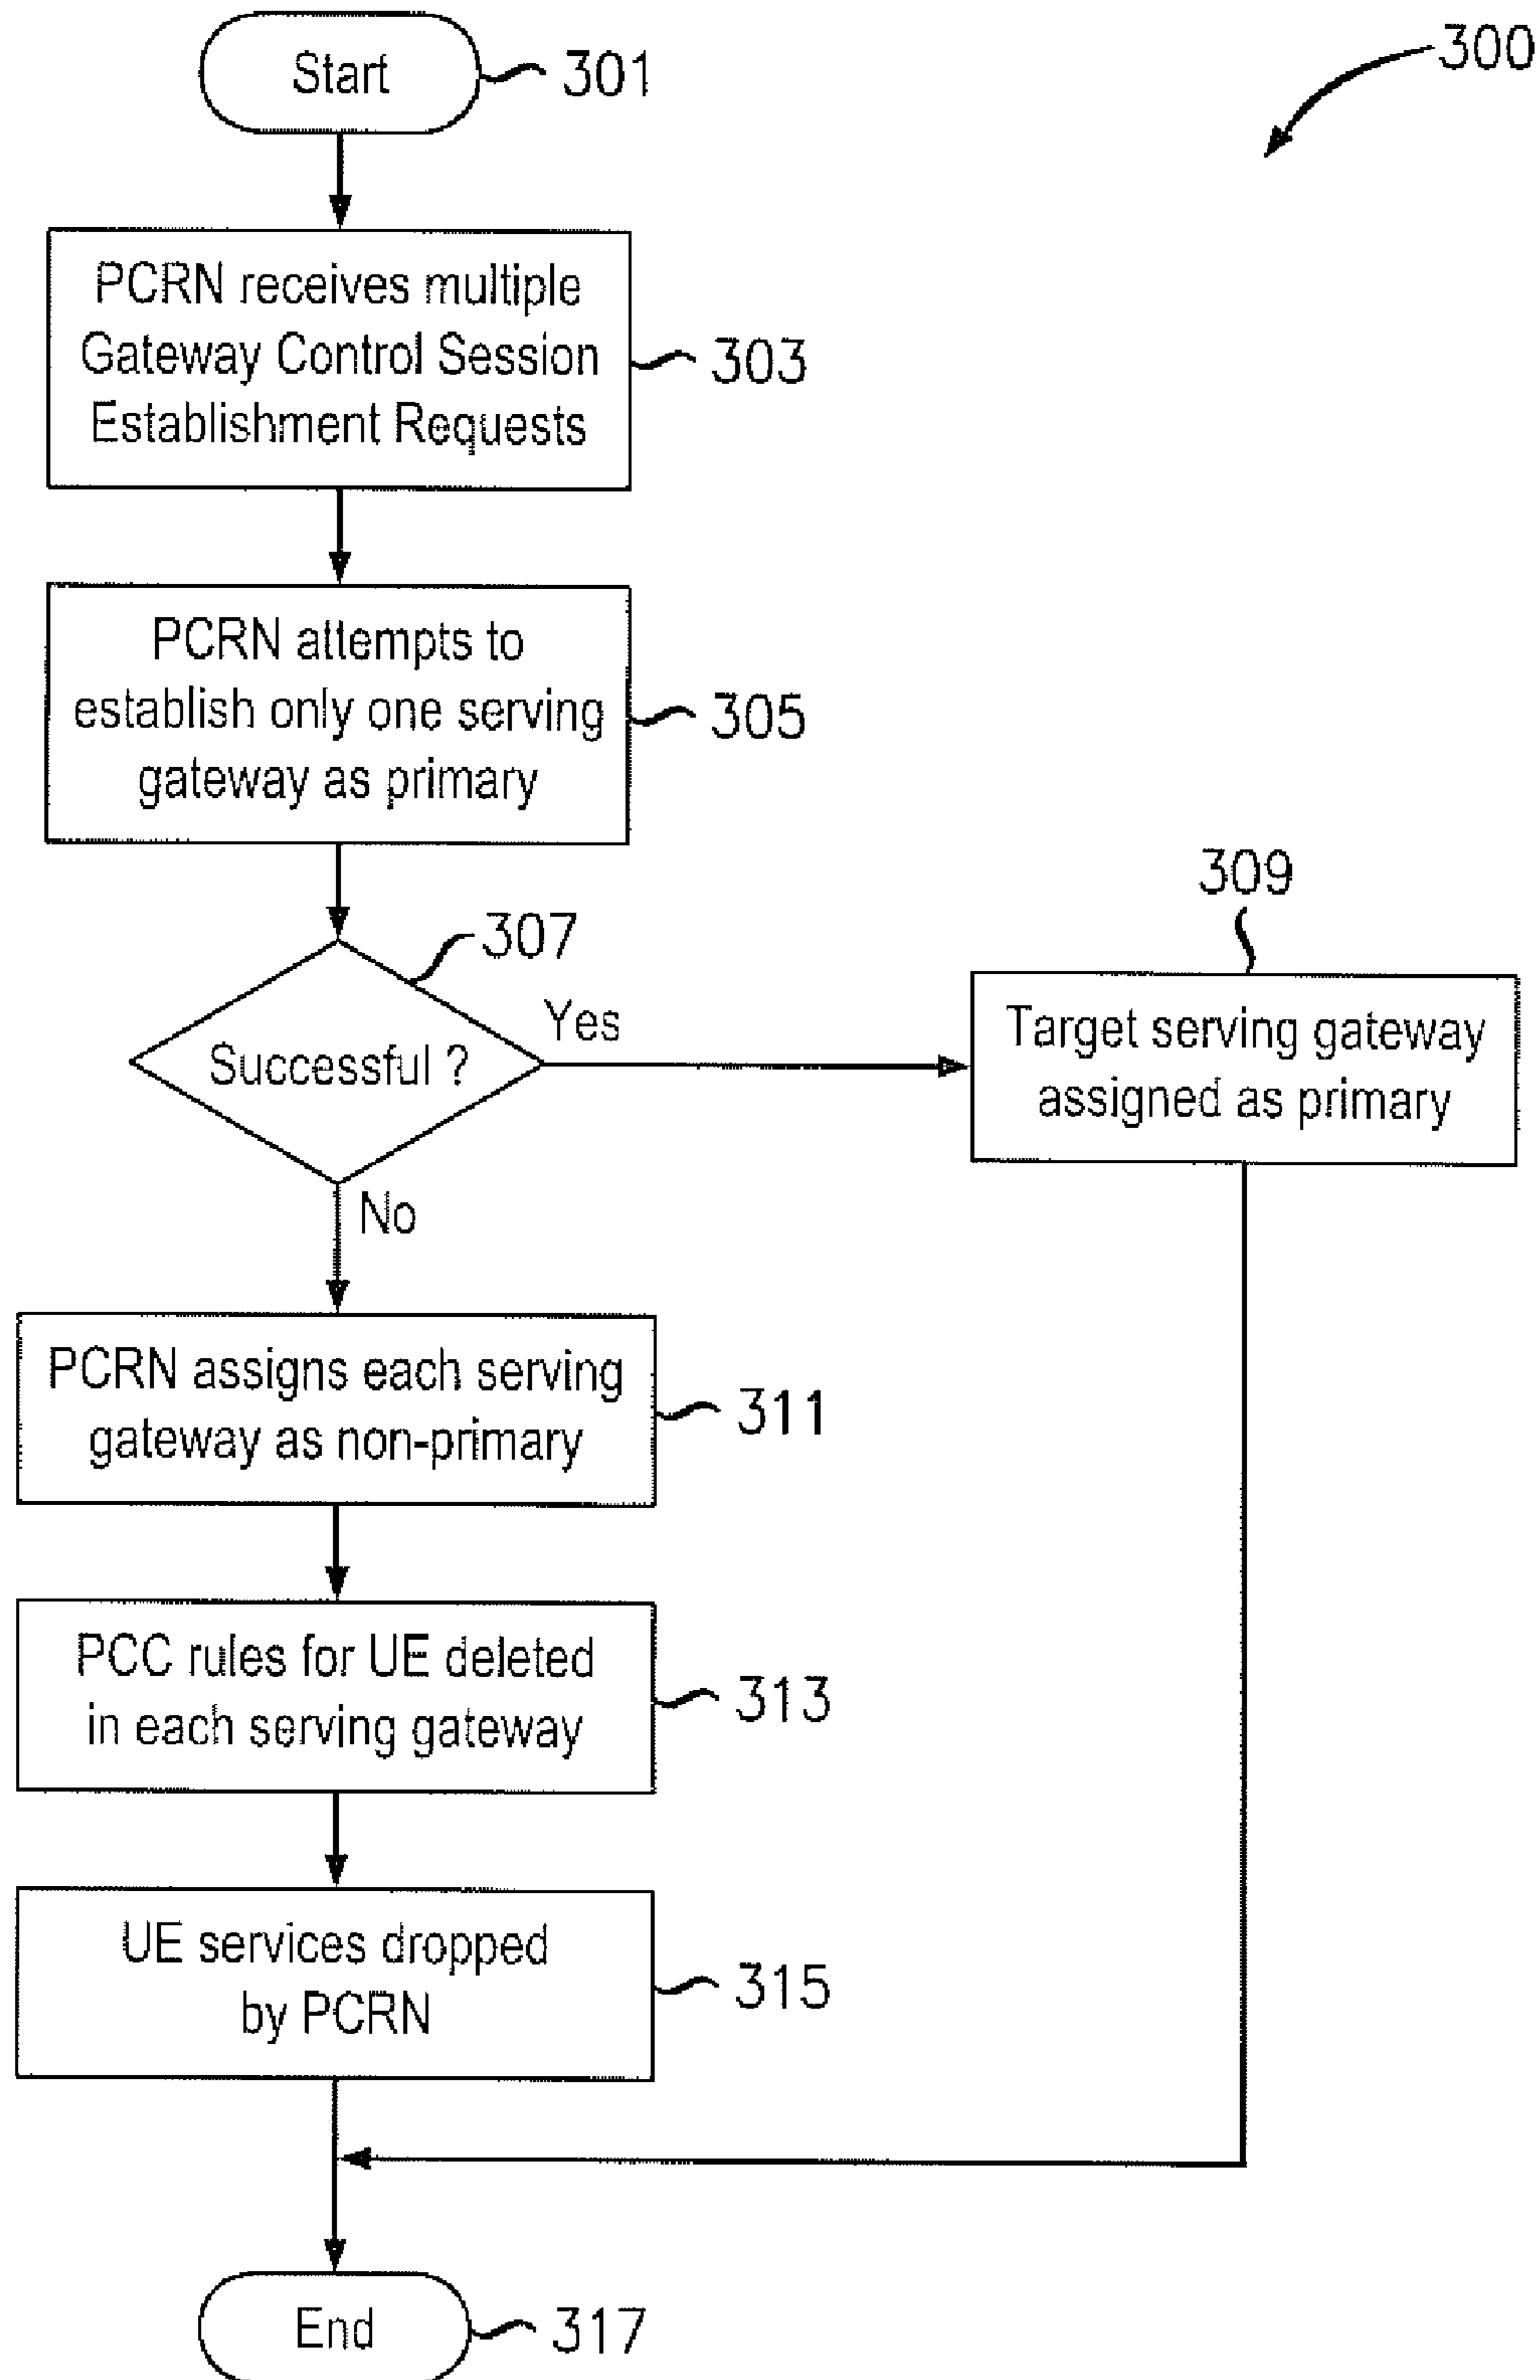 Start
301
300
PCRN receives multiple
Gateway Control Session
Establishment Requests
303
PCRN attempts to
establish only one serving
gateway as primary
305
307
Successful ?
Yes
No
309
Target serving gateway
assigned as primary
PCRN assigns each serving
gateway as non-primary
311
PCC rules for UE deleted
in each serving gateway
313
UE services dropped
by PCRN
315
End
317